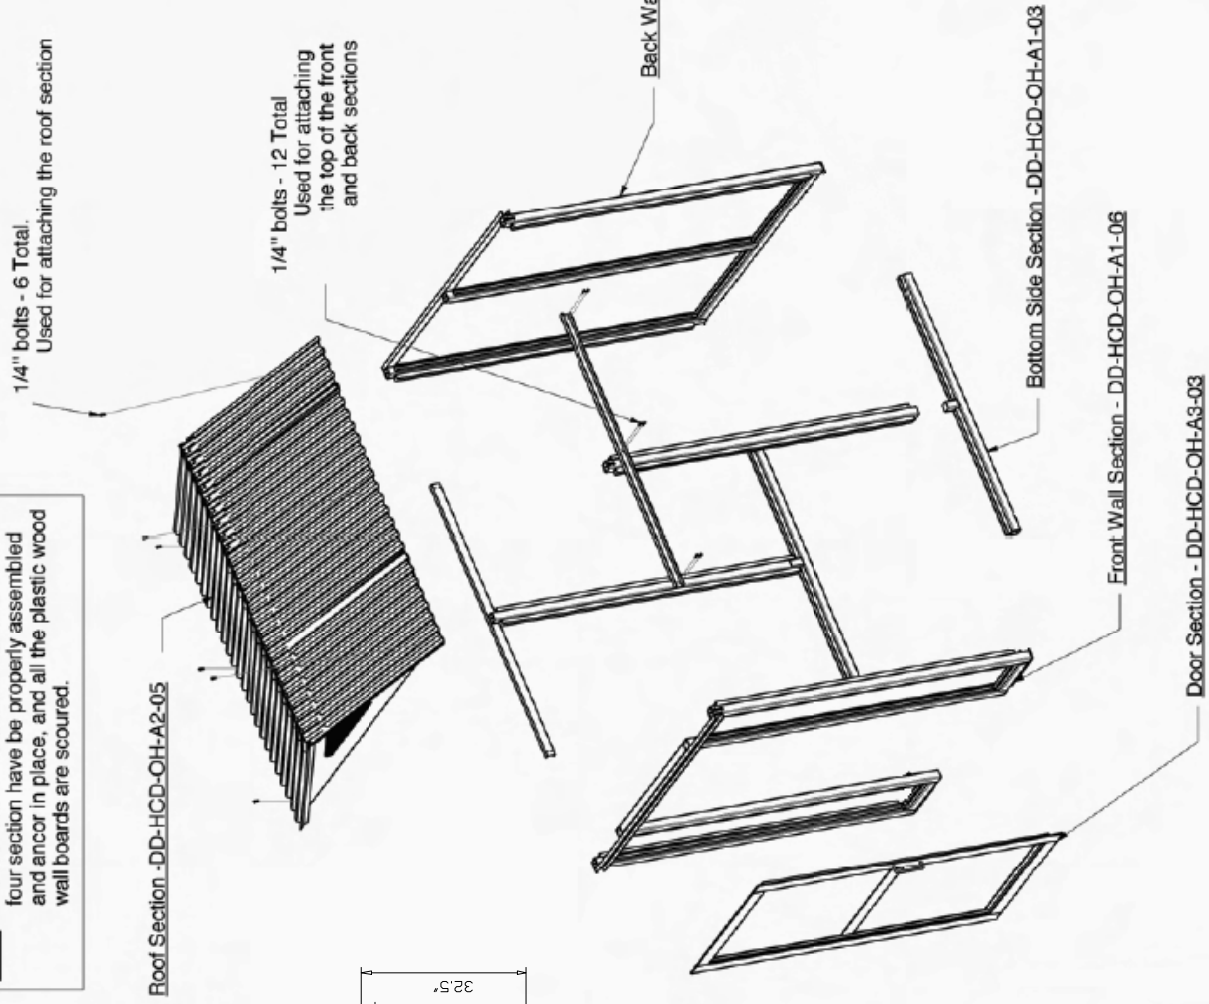 four section have be properly assembled
and ancor in place, and all the plastic wood
wall boards are scoured.
1/4" bolts - 6 Total.
Used for attaching the roof section
Roof Section -DD-HCD-OH-A2-05
1/4" bolts - 12 Total
Used for attaching
the top of the front
and back sections
32.5"
Back
Bottom Side Section -DD-HCD-OH-A1-03
Front Wall Section - DD-HCD-OH-A1-06
Door Section - DD-HCD-OH-A3-03